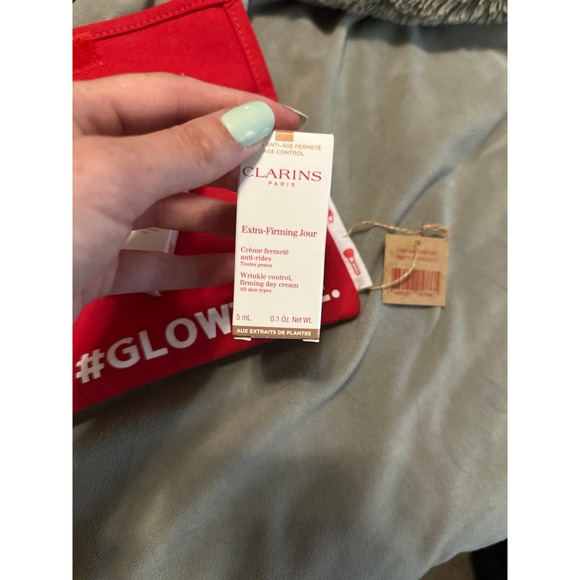 ANTI-ÂGE FERMETÉ
AGE CONTROL
CLARINS
PARIS
Extra-Firming Jour
Crème fermeté
anti-rides
Toutes peaux
Wrinkle control,
firming day cream
All skin types
5 mL 0.1 Oz. Net Wt.
AUX EXTRAITS DE PLANTES
#GLOW